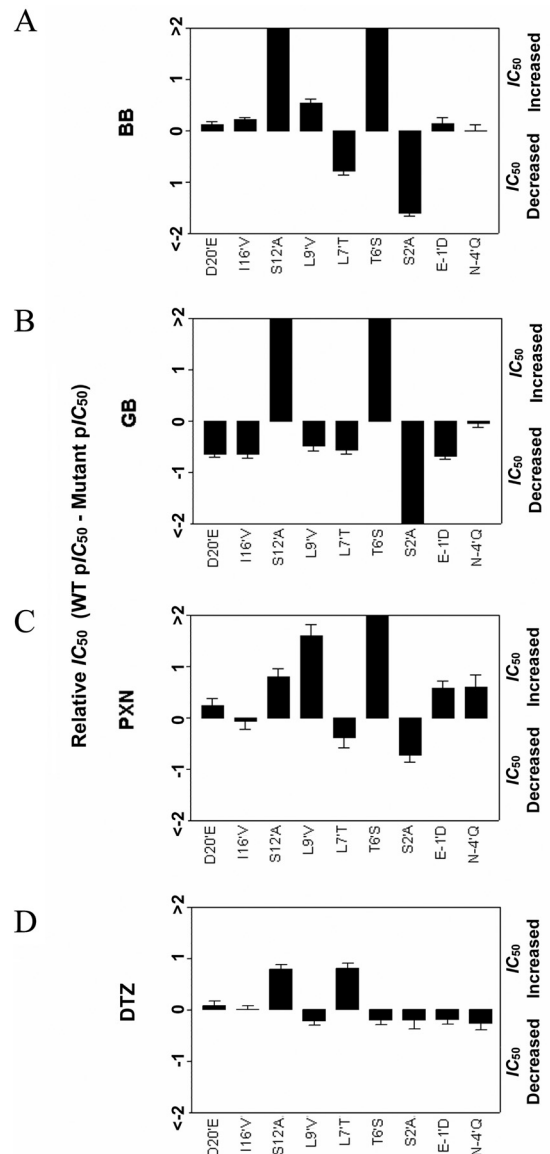 Relative IC50 (WT pIC50 - Mutant pIC50)
A
BB
>2
1
0
1
<-2
IC50
Increased
IC50
Decreased
D20'E
I16'V
S12'A
L9'V
L7'T
T6'S
S2'A
E-1'D
N-4'Q
B
GB
>2
1
0
-1
<-2
IC50
Increased
IC50
Decreased
D20'E
I16'V
S12'A
L9'V
L7'T
T6'S
S2'A
E-1'D
N-4'Q
C
PXN
>2
1
0
-1
<-2
IC50
Increased
IC50
Decreased
D20'E
I16'V
S12'A
L9'V
L7'T
T6'S
S2'A
E-1'D
N-4'Q
D
DTZ
>2
1
0
-1
<-2
IC50
Increased
IC50
Decreased
D20'E
I16'V
S12'A
L9'V
L7'T
T6'S
S2'A
E-1'D
N-4'Q